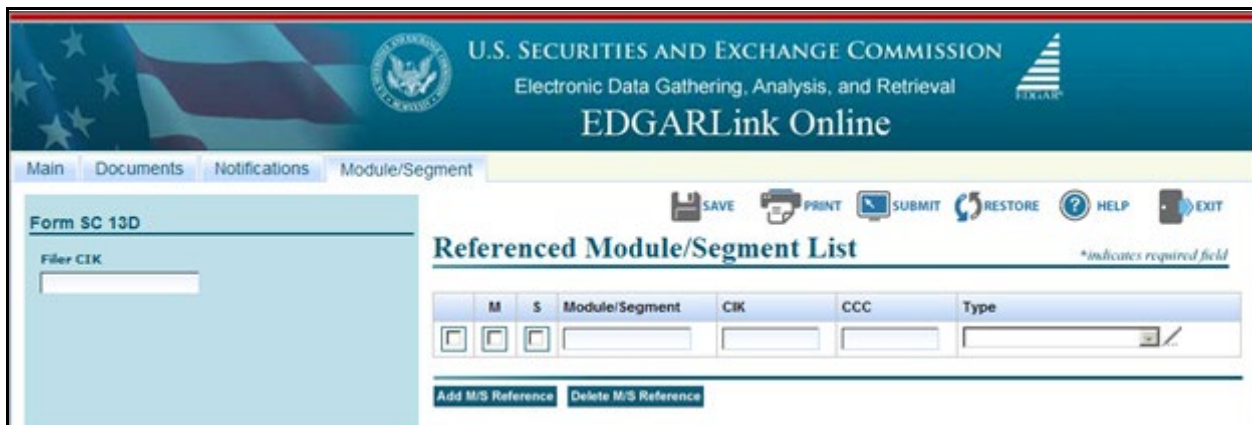 U.S. SECURITIES AND EXCHANGE COMMISSION
Electronic Data Gathering, Analysis, and Retrieval
EDGAR®
EDGARLink Online
Main Documents Notifications Module/Segment
SAVE PRINT SUBMIT RESTORE HELP EXIT
Form SC 13D
Filer CIK
Referenced Module/Segment List
*indicates required field
M S Module/Segment CIK CCC Type
Add M/S Reference Delete M/S Reference